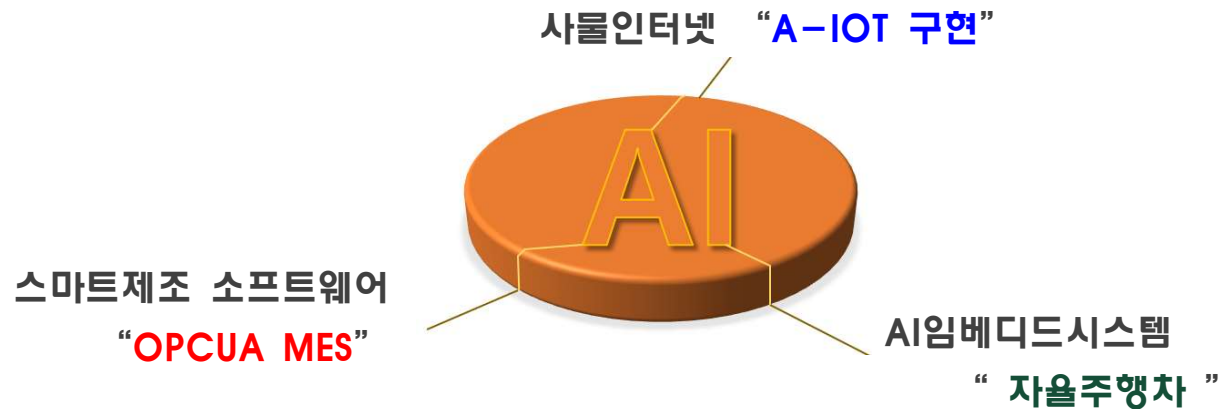 사물인터넷 “A-IOT 구현”
AI
스마트제조 소프트웨어
“OPCUA MES”
AI임베디드시스템
“ 자율주행차 ”